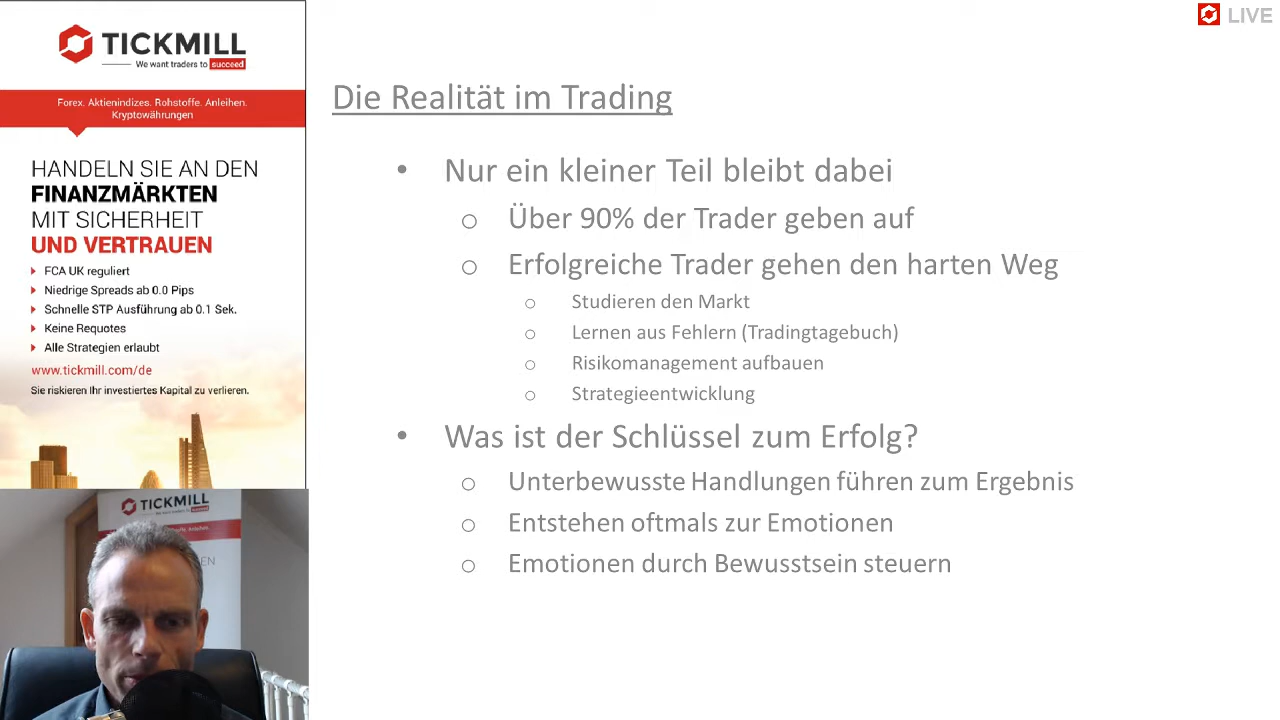 TICKMILL
We want traders to succeed
Forex. Aktienindizes. Rohstoffe. Anleihen.
Kryptowährungen
HANDELN SIE AN DEN
FINANZMÄRKTEN
MIT SICHERHEIT
UND VERTRAUEN
FCA UK reguliert
Niedrige Spreads ab 0.0 Pips
Schnelle STP Ausführung ab 0.1 Sek.
Keine Requotes
Alle Strategien erlaubt
www.tickmill.com/de
Sie riskieren Ihr investiertes Kapital zu verlieren.
TICKMILL
LIVE
Die Realität im Trading
• Nur ein kleiner Teil bleibt dabei
o Über 90% der Trader geben auf
o Erfolgreiche Trader gehen den harten Weg
o Studieren den Markt
o Lernen aus Fehlern (Tradingtagebuch)
o Risikomanagement aufbauen
o Strategieentwicklung
• Was ist der Schlüssel zum Erfolg?
o Unterbewusste Handlungen führen zum Ergebnis
o Entstehen oftmals zur Emotionen
o Emotionen durch Bewusstsein steuern